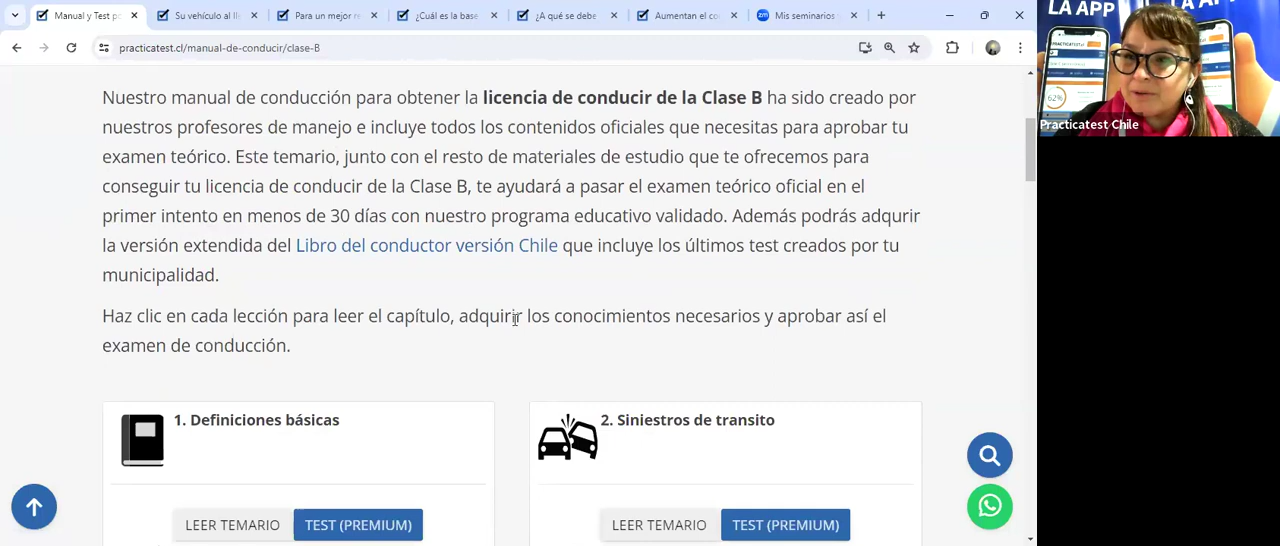 Manual y Test po
Su vehículo al lle
Para un mejor re
¿Cuál es la base
¿A qué se debe
Aumentan el co
zm Mis seminarios
practicatest.cl/manual-de-conducir/clase-B
LA APP
PRACTICATEST.cl
62%
Practicatest Chile
Nuestro manual de conducción para obtener la licencia de conducir de la Clase B ha sido creado por
nuestros profesores de manejo e incluye todos los contenidos oficiales que necesitas para aprobar tu
examen teórico. Este temario, junto con el resto de materiales de estudio que te ofrecemos para
conseguir tu licencia de conducir de la Clase B, te ayudará a pasar el examen teórico oficial en el
primer intento en menos de 30 días con nuestro programa educativo validado. Además podrás adqurir
la versión extendida del Libro del conductor versión Chile que incluye los últimos test creados por tu
municipalidad.
Haz clic en cada lección para leer el capítulo, adquirir los conocimientos necesarios y aprobar así el
examen de conducción.
1. Definiciones básicas
LEER TEMARIO TEST (PREMIUM)
2. Siniestros de transito
LEER TEMARIO TEST (PREMIUM)